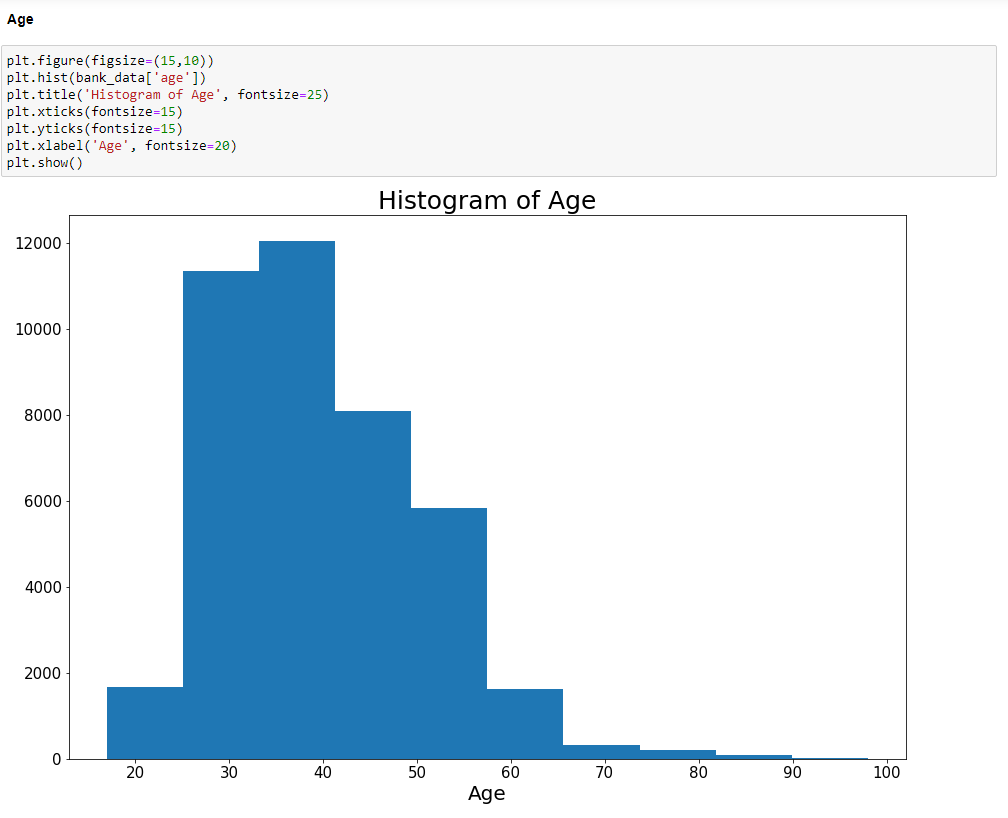 Age
plt.figure(figsize=(15,10))
plt.hist(bank_data['age'])
plt.title('Histogram of Age', fontsize=25)
plt.xticks(fontsize=15)
plt.yticks(fontsize=15)
plt.xlabel('Age', fontsize=20)
plt.show()
Histogram of Age
12000
10000
8000
6000
4000
2000
0
20 30 40 50 60 70 80 90 100
Age